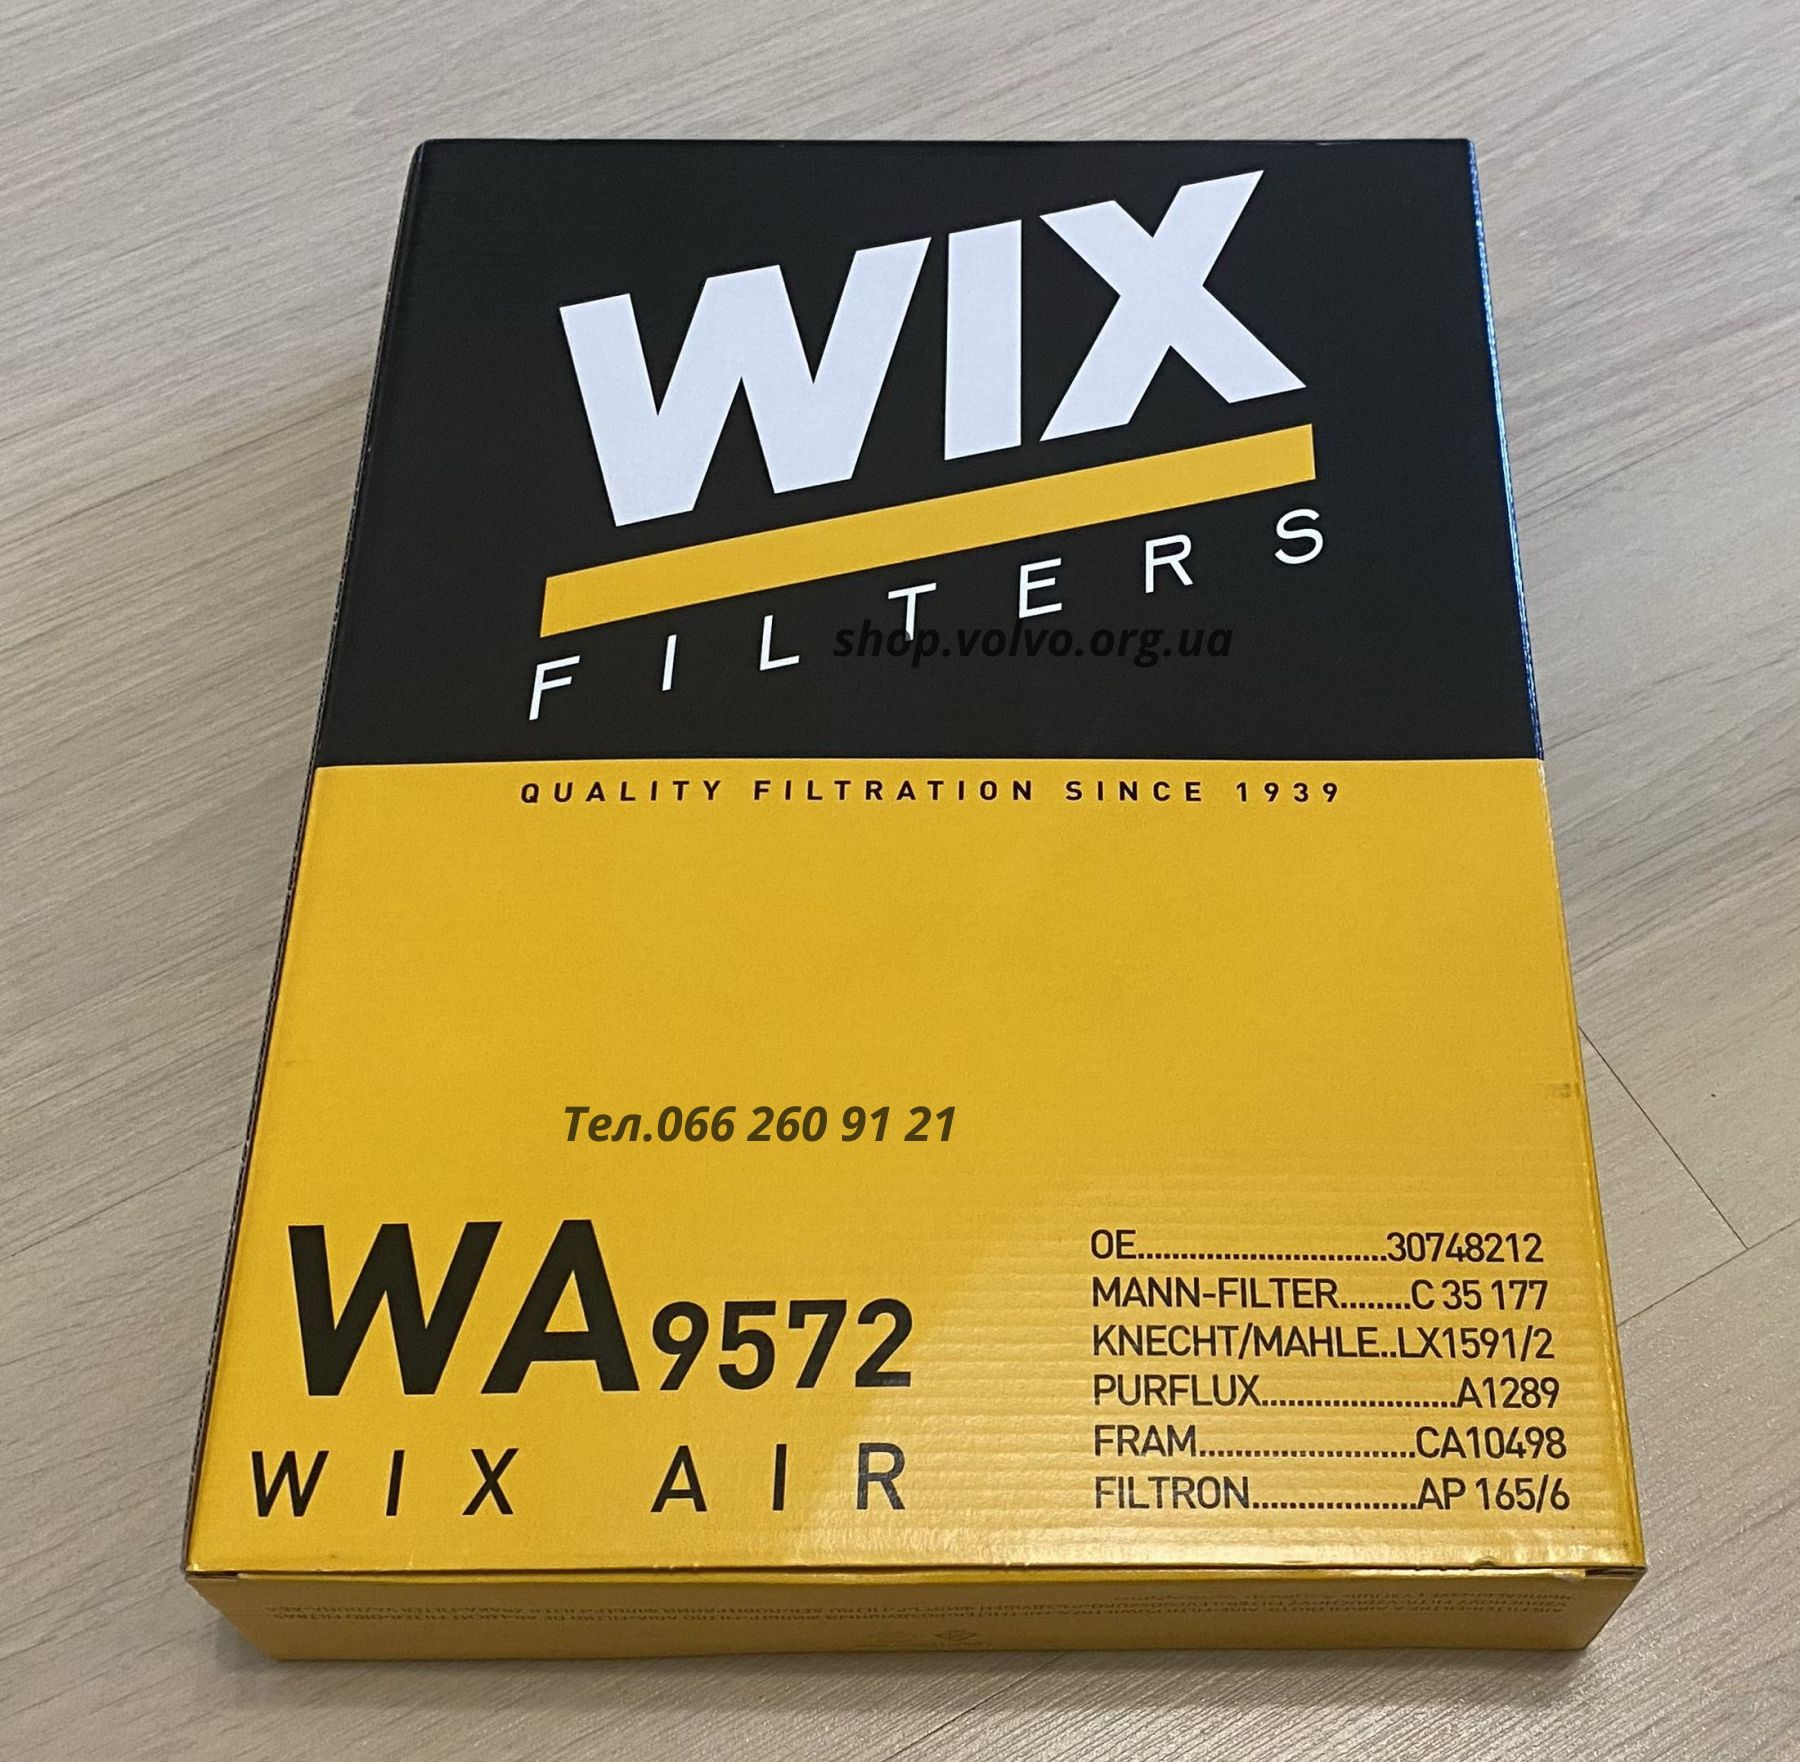 WIX
FILTERS
shop.volvo.org.ua
QUALITY FILTRATION SINCE 1939
Тел.066 260 91 21
WA9572
WIX AIR
OE............................30748212
MANN-FILTER........C 35 177
KNECHT/MAHLE..LX1591/2
PURFLUX......................A1289
FRAM........................CA10498
FILTRON...................AP 165/6